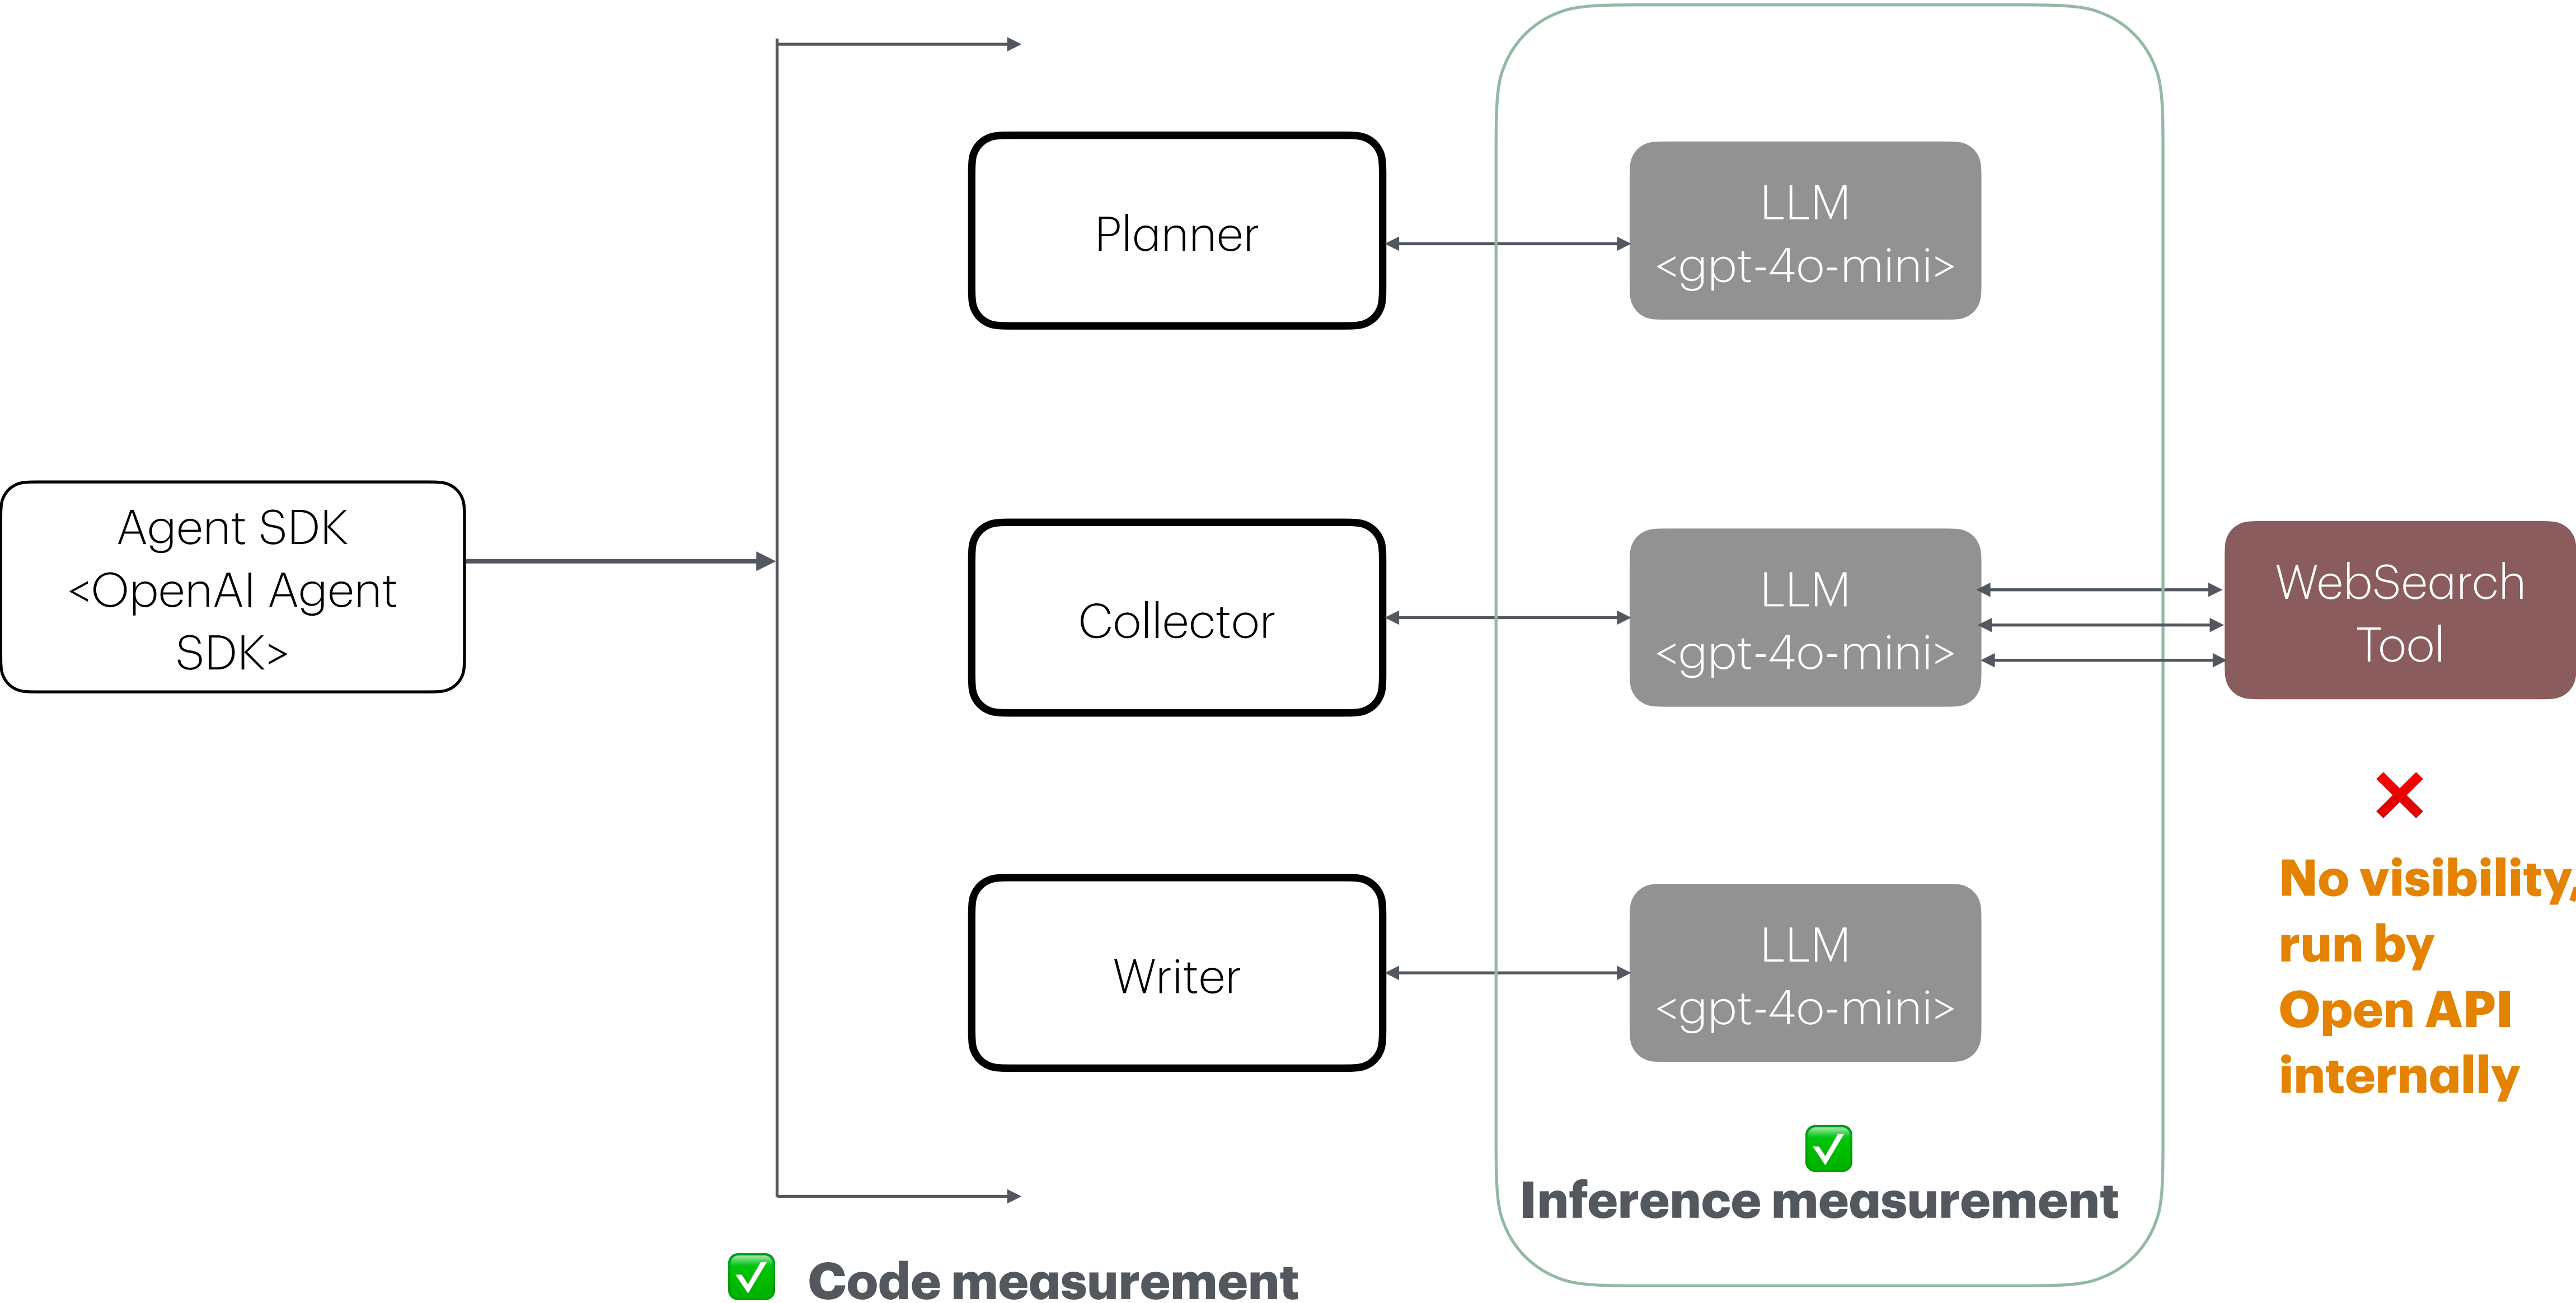 Planner
LLM
<gpt-4o-mini>
Agent SDK
<OpenAI Agent
SDK>
Collector
LLM
<gpt-4o-mini>
WebSearch
Tool
Writer
LLM
<gpt-4o-mini>
No visibility,
run by
Open API
internally
Inference measurement
Code measurement